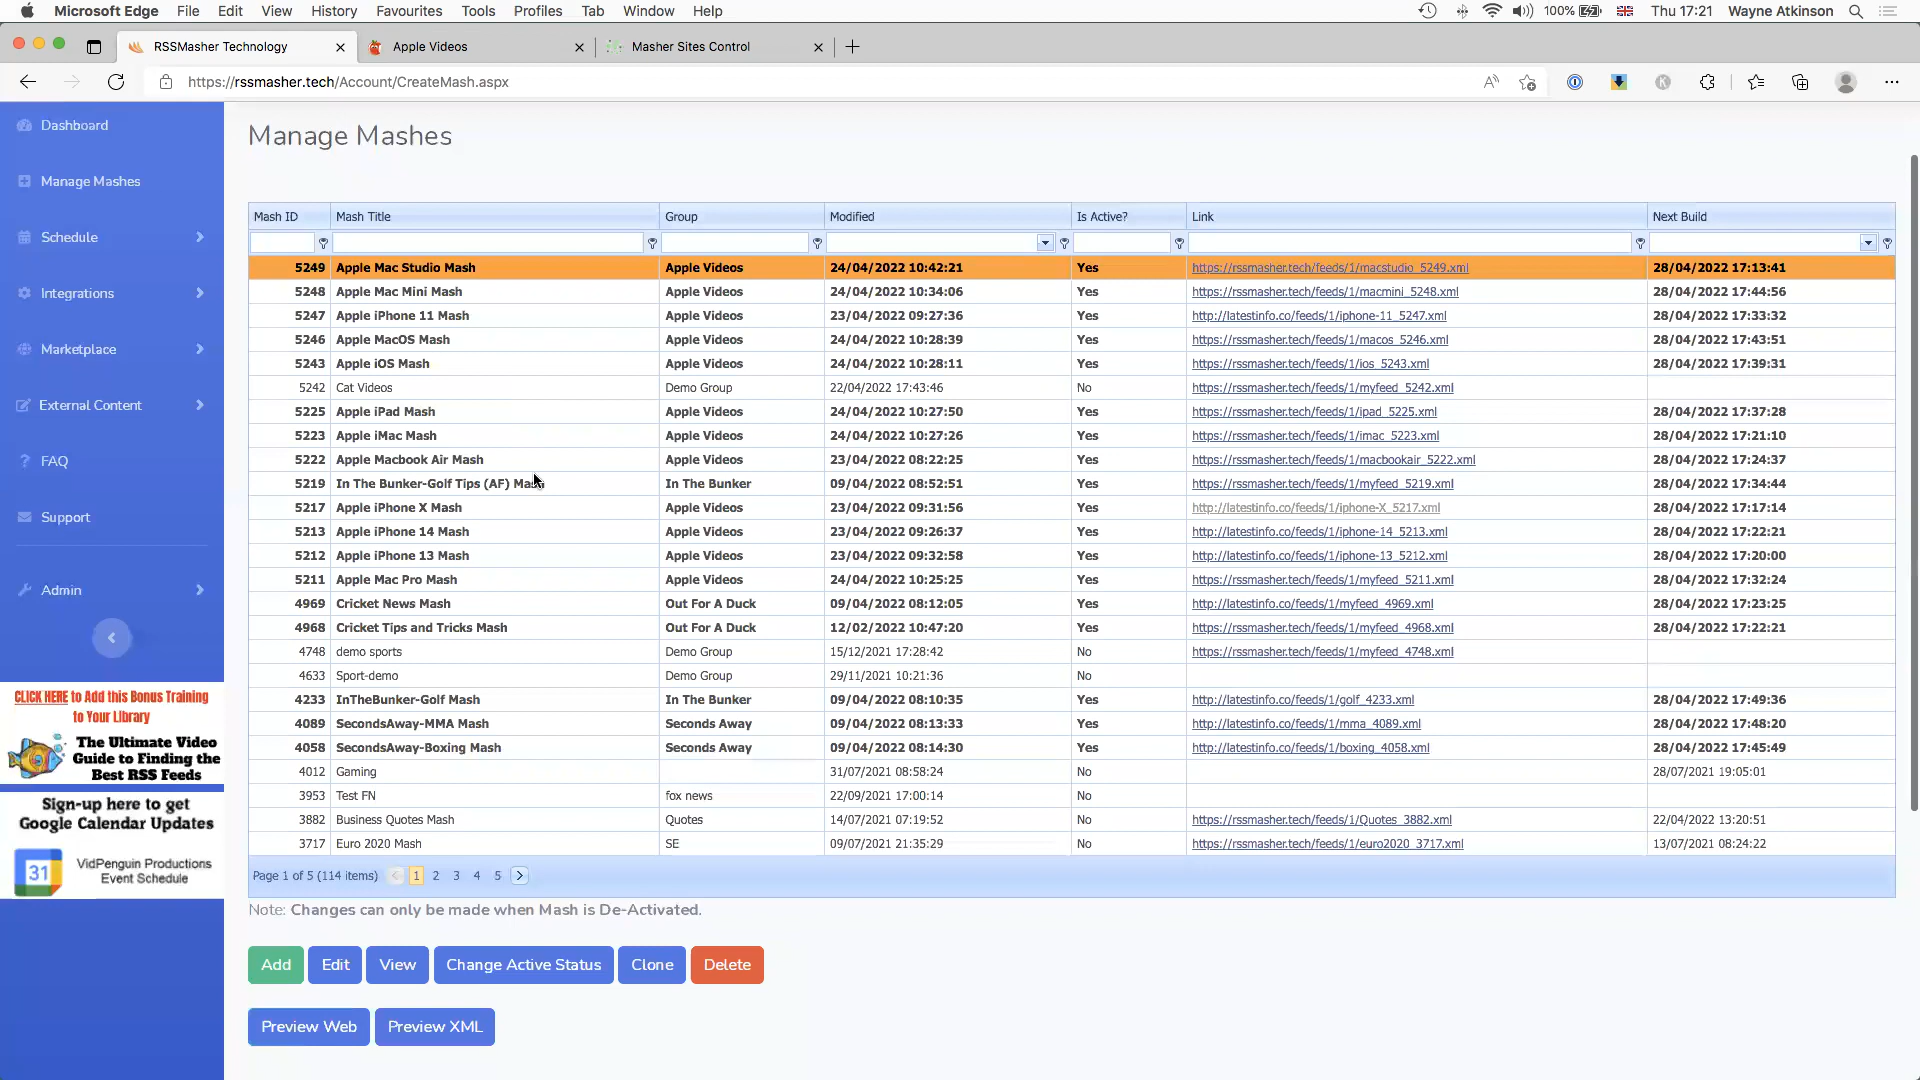 Microsoft Edge File Edit View History Favourites Tools Profiles Tab Window Help 100% Thu 17:21 Wayne Atkinson
RSSMasher Technology Apple Videos Masher Sites Control
https://rssmasher.tech/Account/CreateMash.aspx
Dashboard
Manage Mashes
Schedule
Integrations
Marketplace
External Content
FAQ
Support
Admin
CLICK HERE to Add this Bonus Training
to Your Library
The Ultimate Video
Guide to Finding the
Best RSS Feeds
Sign-up here to get
Google Calendar Updates
31
VidPenguin Productions
Event Schedule
Manage Mashes
Mash ID Mash Title Group Modified Is Active? Link Next Build
5249 Apple Mac Studio Mash Apple Videos 24/04/2022 10:42:21 Yes https://rssmasher.tech/feeds/1/macstudio_5249.xml 28/04/2022 17:13:41
5248 Apple Mac Mini Mash Apple Videos 24/04/2022 10:34:06 Yes https://rssmasher.tech/feeds/1/macmini_5248.xml 28/04/2022 17:44:56
5247 Apple iPhone 11 Mash Apple Videos 23/04/2022 09:27:36 Yes http://latestinfo.co/feeds/1/iphone-11_5247.xml 28/04/2022 17:33:32
5246 Apple MacOS Mash Apple Videos 24/04/2022 10:28:39 Yes https://rssmasher.tech/feeds/1/macos_5246.xml 28/04/2022 17:43:51
5243 Apple iOS Mash Apple Videos 24/04/2022 10:28:11 Yes https://rssmasher.tech/feeds/1/ios_5243.xml 28/04/2022 17:39:31
5242 Cat Videos Demo Group 22/04/2022 17:43:46 No https://rssmasher.tech/feeds/1/myfeed_5242.xml
5225 Apple iPad Mash Apple Videos 24/04/2022 10:27:50 Yes https://rssmasher.tech/feeds/1/ipad_5225.xml 28/04/2022 17:37:28
5223 Apple iMac Mash Apple Videos 24/04/2022 10:27:26 Yes https://rssmasher.tech/feeds/1/imac_5223.xml 28/04/2022 17:21:10
5222 Apple Macbook Air Mash Apple Videos 23/04/2022 08:22:25 Yes https://rssmasher.tech/feeds/1/macbookair_5222.xml 28/04/2022 17:24:37
5219 In The Bunker-Golf Tips (AF) Mash In The Bunker 09/04/2022 08:52:51 Yes https://rssmasher.tech/feeds/1/myfeed_5219.xml 28/04/2022 17:34:44
5217 Apple iPhone X Mash Apple Videos 23/04/2022 09:31:56 Yes http://latestinfo.co/feeds/1/iphone-X_5217.xml 28/04/2022 17:17:14
5213 Apple iPhone 14 Mash Apple Videos 23/04/2022 09:26:37 Yes http://latestinfo.co/feeds/1/iphone-14_5213.xml 28/04/2022 17:22:21
5212 Apple iPhone 13 Mash Apple Videos 23/04/2022 09:32:58 Yes http://latestinfo.co/feeds/1/iphone-13_5212.xml 28/04/2022 17:20:00
5211 Apple Mac Pro Mash Apple Videos 24/04/2022 10:25:25 Yes https://rssmasher.tech/feeds/1/myfeed_5211.xml 28/04/2022 17:32:24
4969 Cricket News Mash Out For A Duck 09/04/2022 08:12:05 Yes http://latestinfo.co/feeds/1/myfeed_4969.xml 28/04/2022 17:23:25
4968 Cricket Tips and Tricks Mash Out For A Duck 12/02/2022 10:47:20 Yes https://rssmasher.tech/feeds/1/myfeed_4968.xml 28/04/2022 17:22:21
4748 demo sports Demo Group 15/12/2021 17:28:42 No https://rssmasher.tech/feeds/1/myfeed_4748.xml
4633 Sport-demo Demo Group 29/11/2021 10:21:36 No
4233 InTheBunker-Golf Mash In The Bunker 09/04/2022 08:10:35 Yes http://latestinfo.co/feeds/1/golf_4233.xml 28/04/2022 17:49:36
4089 SecondsAway-MMA Mash Seconds Away 09/04/2022 08:13:33 Yes http://latestinfo.co/feeds/1/mma_4089.xml 28/04/2022 17:48:20
4058 SecondsAway-Boxing Mash Seconds Away 09/04/2022 08:14:30 Yes http://latestinfo.co/feeds/1/boxing_4058.xml 28/04/2022 17:45:49
4012 Gaming 31/07/2021 08:58:24 No 28/07/2021 19:05:01
3953 Test FN fox news 22/09/2021 17:00:14 No
3882 Business Quotes Mash Quotes 14/07/2021 07:19:52 No https://rssmasher.tech/feeds/1/Quotes_3882.xml 22/04/2022 13:20:51
3717 Euro 2020 Mash SE 09/07/2021 21:35:29 No https://rssmasher.tech/feeds/1/euro2020_3717.xml 13/07/2021 08:24:22
Page 1 of 5 (114 items) 1 2 3 4 5
Note: Changes can only be made when Mash is De-Activated.
Add Edit View Change Active Status Clone Delete
Preview Web Preview XML